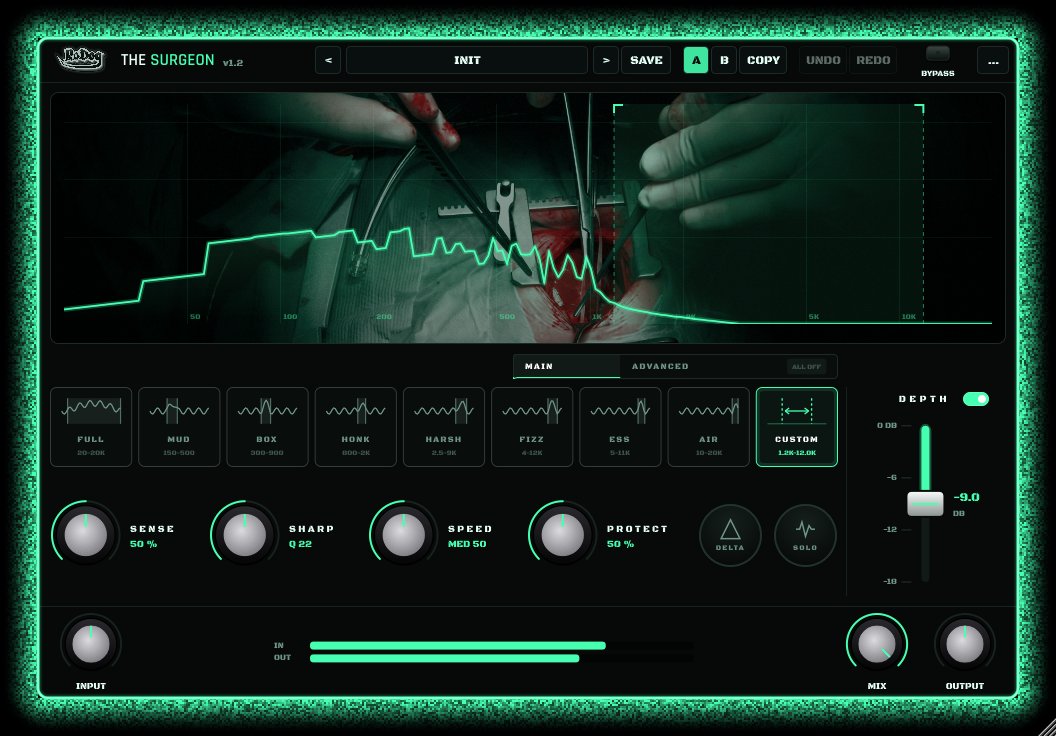 BaDog THE SURGEON v1.2 < INIT > SAVE A B COPY UNDO REDO BYPASS ...
50 100 200 500 1K 2K 5K 10K
MAIN ADVANCED ALL OFF
FULL MUD BOX HONK HARSH FIZZ ESS AIR CUSTOM
20-20K 150-500 300-900 800-2K 2.5-9K 4-12K 5-11K 10-20K 1.2K-12.0K
DEPTH
0 DB
-6
-9.0
DB
-12
-18
SENSE SHARP SPEED PROTECT
50 % Q 22 MED 50 50 %
DELTA SOLO
IN
OUT
INPUT MIX OUTPUT